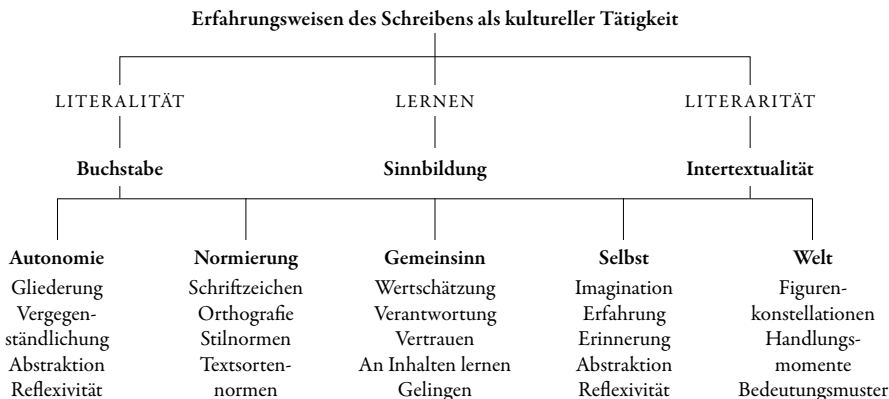 Erfahrungsweisen des Schreibens als kultureller Tätigkeit
LITERALITÄT
LERNEN
LITERARITÄT
Buchstabe
Sinnbildung
Intertextualität
Autonomie
Gliederung
Vergegen-
ständlichung
Abstraktion
Reflexivität
Normierung
Schriftzeichen
Orthografie
Stilnormen
Textsorten-
normen
Gemeinsinn
Wertschätzung
Verantwortung
Vertrauen
An Inhalten lernen
Gelingen
Selbst
Imagination
Erfahrung
Erinnerung
Abstraktion
Reflexivität
Welt
Figuren-
konstellationen
Handlungs-
momente
Bedeutungsmuster